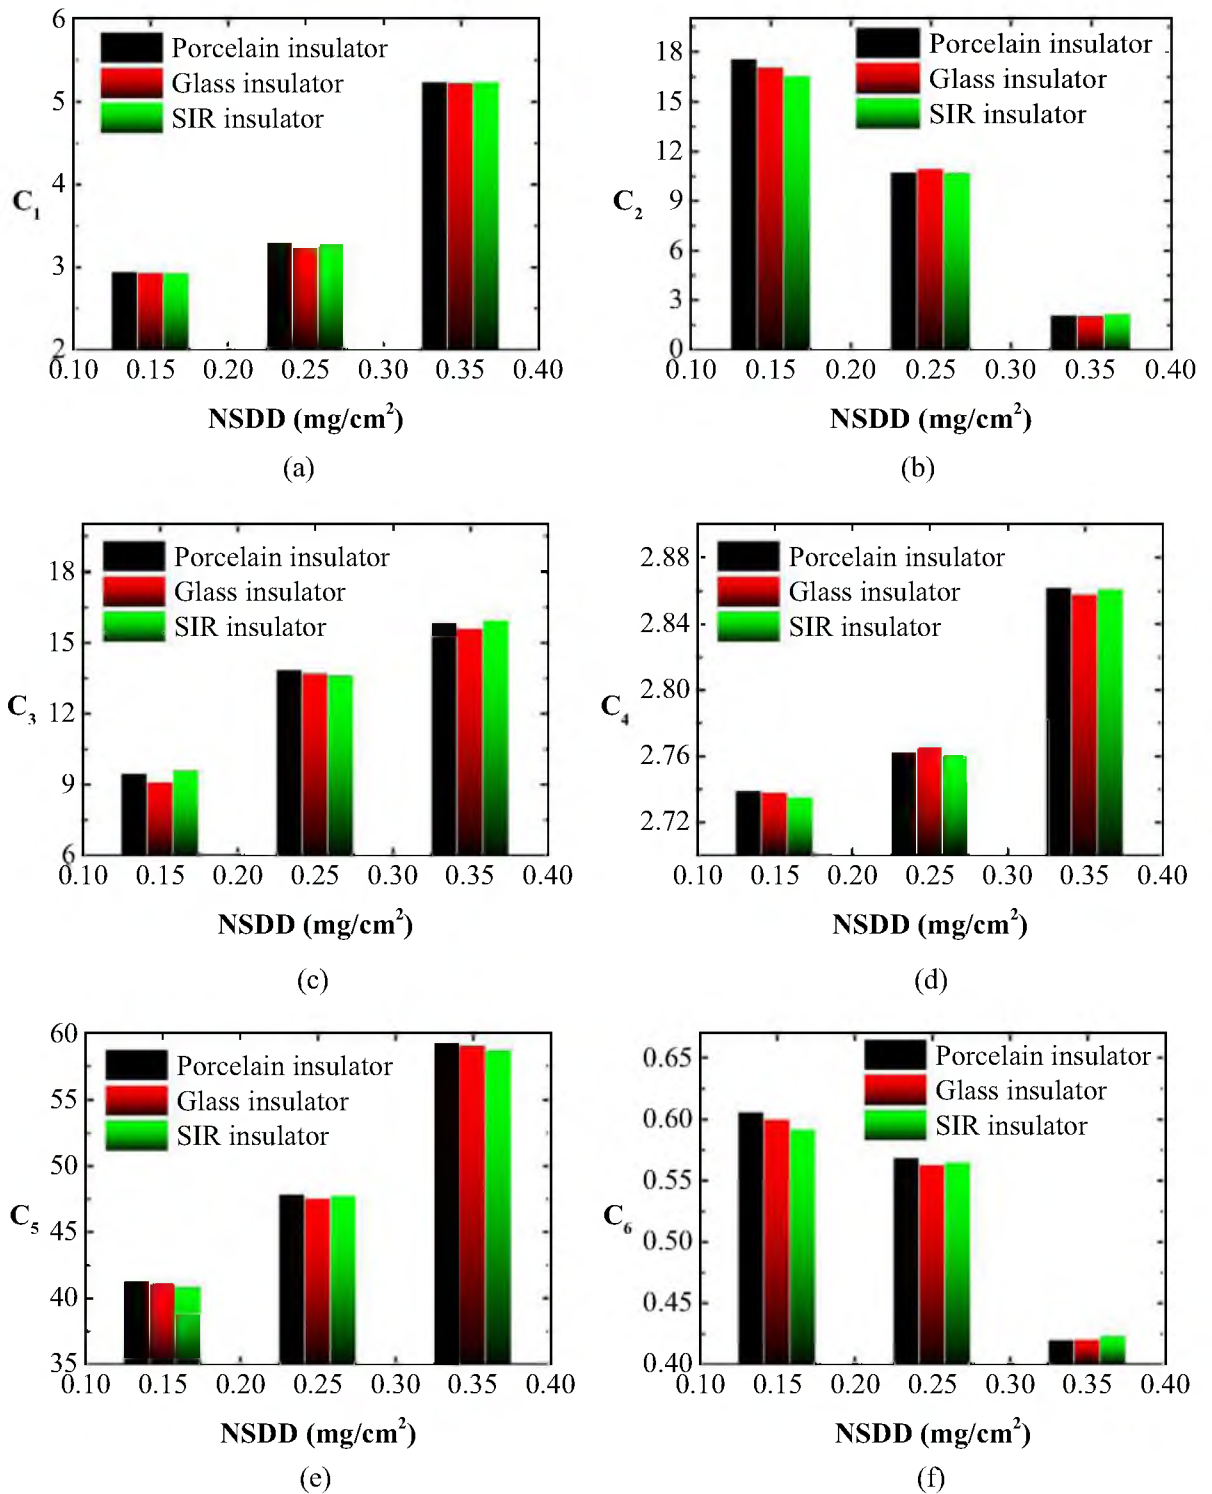 6
5
4
3
2
C1
Porcelain insulator
Glass insulator
SIR insulator
0.10 0.15 0.20 0.25 0.30 0.35 0.40
NSDD (mg/cm²)
(a)
18
15
12
9
6
3
0
C2
Porcelain insulator
Glass insulator
SIR insulator
0.10 0.15 0.20 0.25 0.30 0.35 0.40
NSDD (mg/cm²)
(b)
18
15
12
9
6
C3
Porcelain insulator
Glass insulator
SIR insulator
0.10 0.15 0.20 0.25 0.30 0.35 0.40
NSDD (mg/cm²)
(c)
2.88
2.84
2.80
2.76
2.72
C4
Porcelain insulator
Glass insulator
SIR insulator
0.10 0.15 0.20 0.25 0.30 0.35 0.40
NSDD (mg/cm²)
(d)
60
55
50
45
40
35
C5
Porcelain insulator
Glass insulator
SIR insulator
0.10 0.15 0.20 0.25 0.30 0.35 0.40
NSDD (mg/cm²)
(e)
0.65
0.60
0.55
0.50
0.45
0.40
C6
Porcelain insulator
Glass insulator
SIR insulator
0.10 0.15 0.20 0.25 0.30 0.35 0.40
NSDD (mg/cm²)
(f)